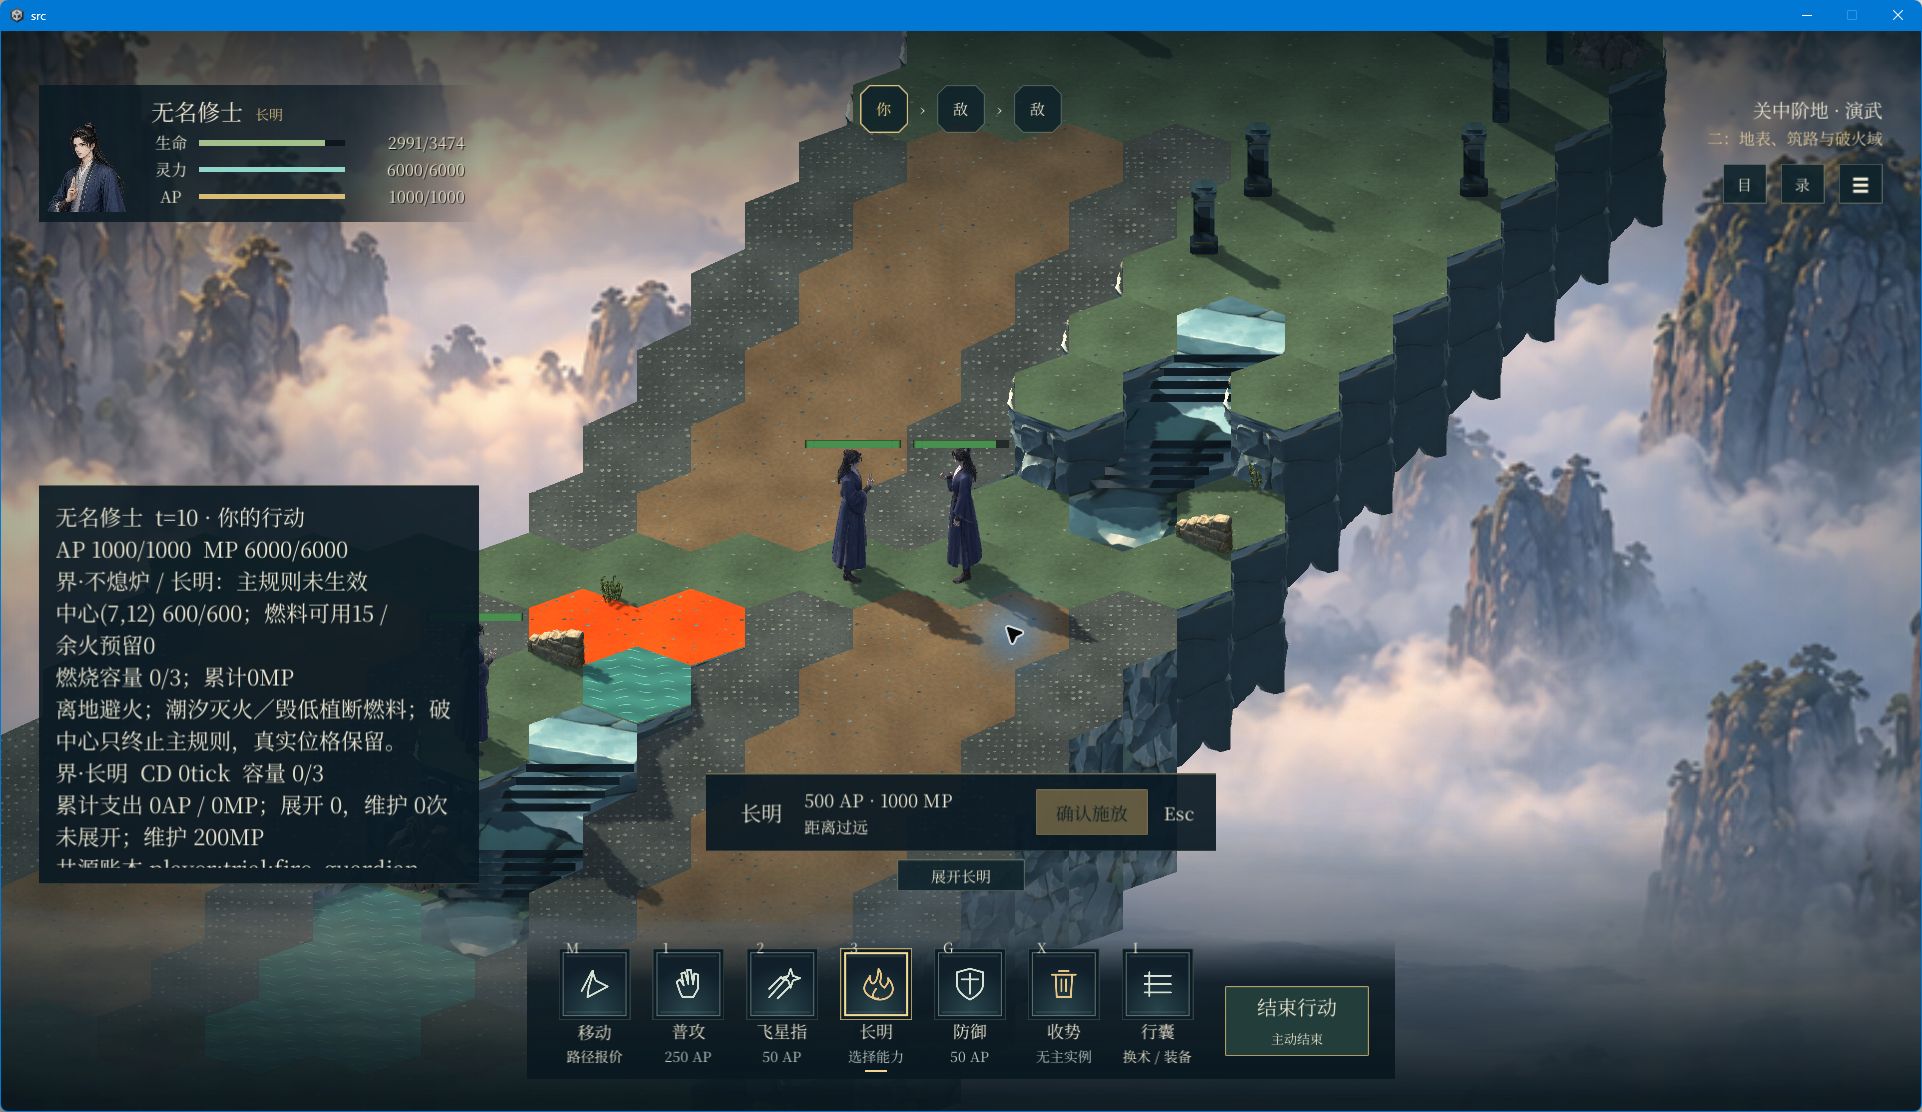 src
无名修士 长明
生命 2991/3474
灵力 6000/6000
AP 1000/1000
你 › 敌 › 敌
关中阶地 · 演武
二：地表、筑路与破火域
目 录
无名修士 t=10 · 你的行动
AP 1000/1000 MP 6000/6000
界·不熄炉 / 长明：主规则未生效
中心(7,12) 600/600；燃料可用15 /
余火预留0
燃烧容量 0/3；累计0MP
离地避火；潮汐灭火／毁低植断燃料；破
中心只终止主规则，真实位格保留。
界·长明 CD 0tick 容量 0/3
累计支出 0AP / 0MP；展开 0，维护 0次
未展开；维护 200MP
共源账本 player:trial:fire_guardian
长明
500 AP · 1000 MP
距离过远
确认施放
Esc
展开长明
M 1 2 3 G X I
移动 普攻 飞星指 长明 防御 收势 行囊
路径报价 250 AP 50 AP 选择能力 50 AP 无主实例 换术 / 装备
结束行动
主动结束